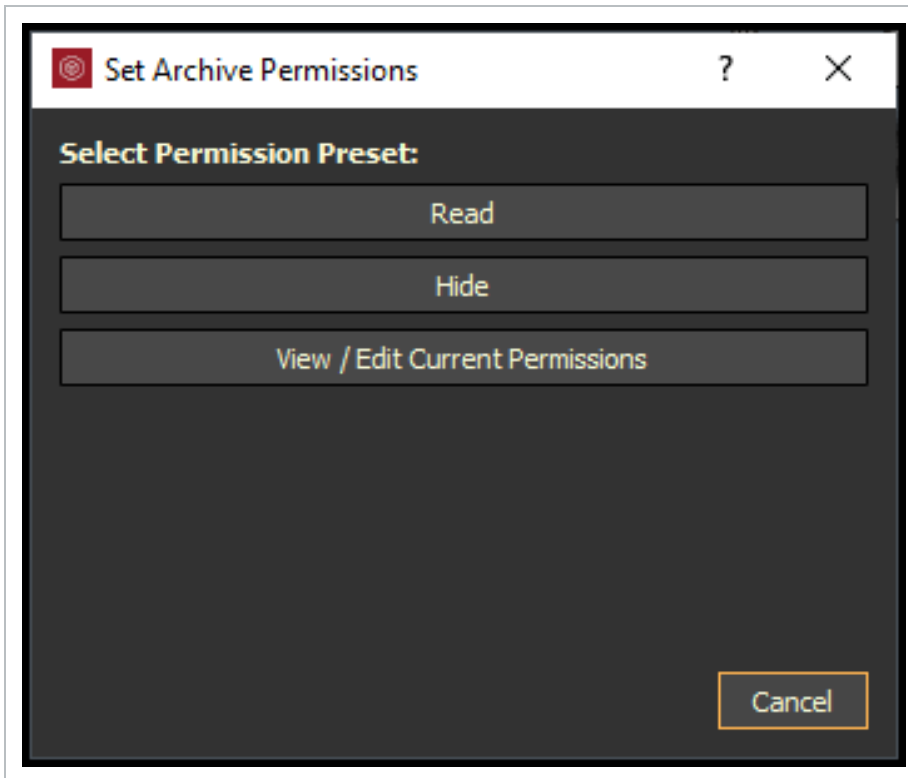 Set Archive Permissions ?
Select Permission Preset:
Read
Hide
View / Edit Current Permissions
Cancel